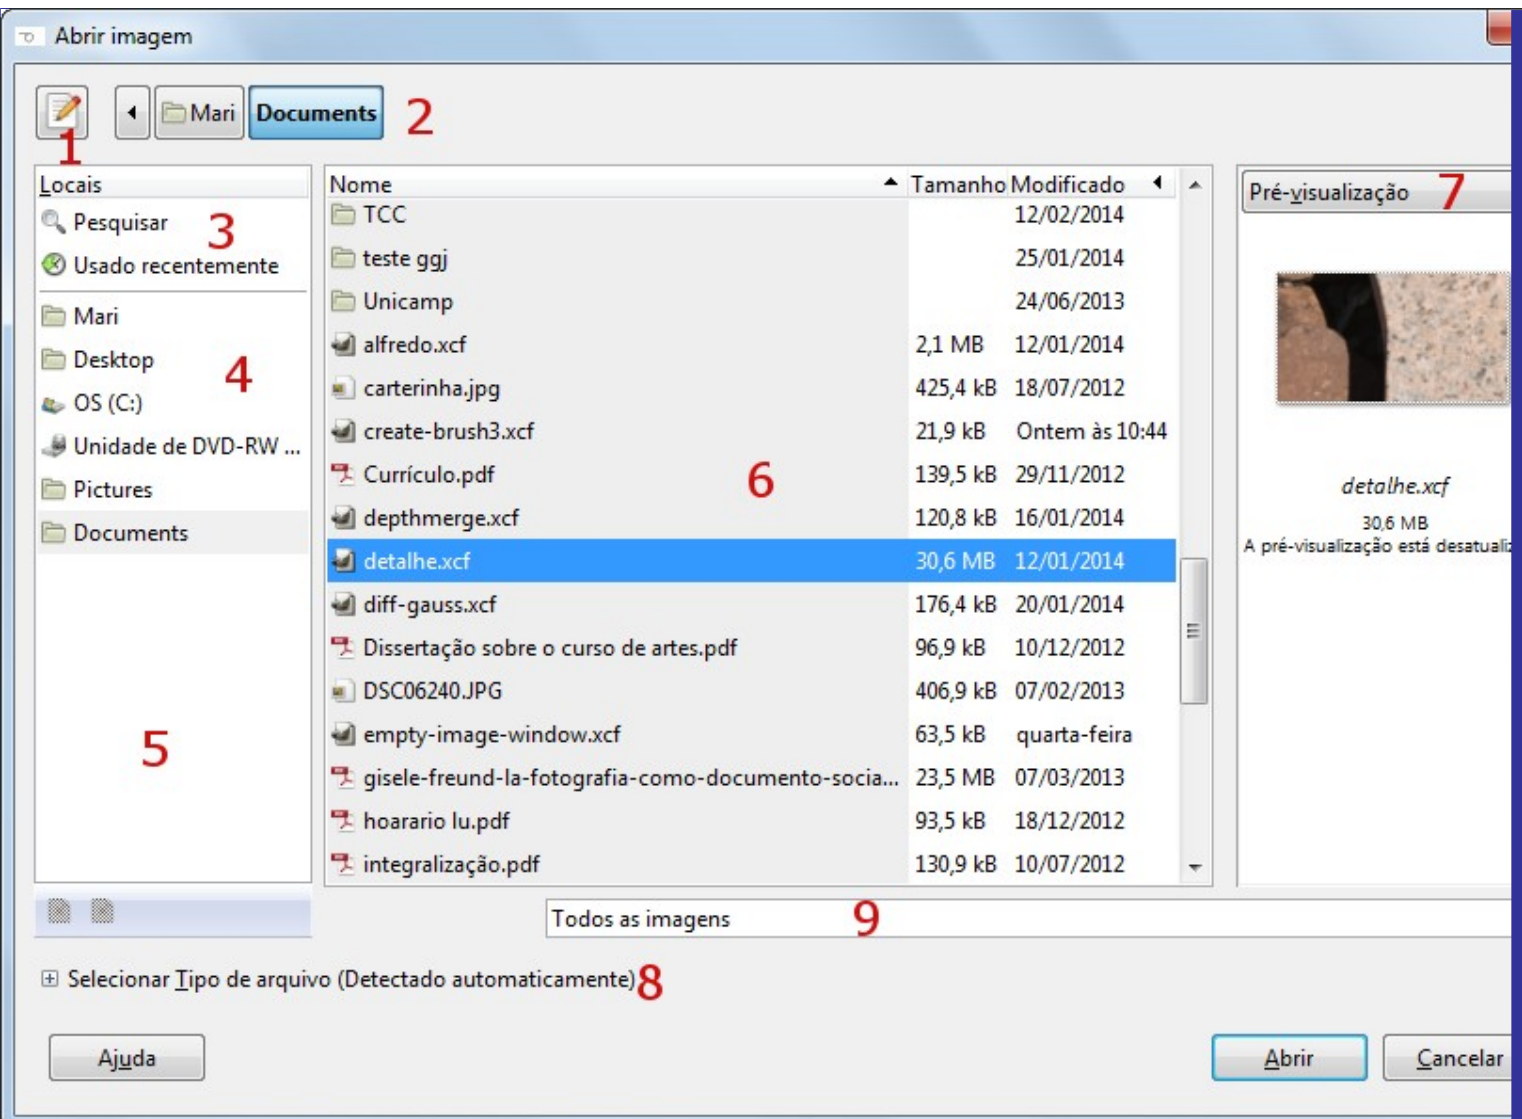 Abrir imagem
Mari Documents 2
1
Locais
Pesquisar
3
Usado recentemente
Mari
Desktop
4
OS (C:)
Unidade de DVD-RW ...
Pictures
Documents
5
Nome Tamanho Modificado
TCC 12/02/2014
teste ggj 25/01/2014
Unicamp 24/06/2013
alfredo.xcf 2,1 MB 12/01/2014
carterinha.jpg 425,4 kB 18/07/2012
create-brush3.xcf 21,9 kB Ontem às 10:44
Currículo.pdf 6 139,5 kB 29/11/2012
depthmerge.xcf 120,8 kB 16/01/2014
detalhe.xcf 30,6 MB 12/01/2014
diff-gauss.xcf 176,4 kB 20/01/2014
Dissertação sobre o curso de artes.pdf 96,9 kB 10/12/2012
DSC06240.JPG 406,9 kB 07/02/2013
empty-image-window.xcf 63,5 kB quarta-feira
gisele-freund-la-fotografia-como-documento-socia... 23,5 MB 07/03/2013
hoarario lu.pdf 93,5 kB 18/12/2012
integralização.pdf 130,9 kB 10/07/2012
Pré-visualização 7
detalhe.xcf
30,6 MB
A pré-visualização está desatualiz
Todos as imagens 9
Selecionar Tipo de arquivo (Detectado automaticamente) 8
Ajuda Abrir Cancelar